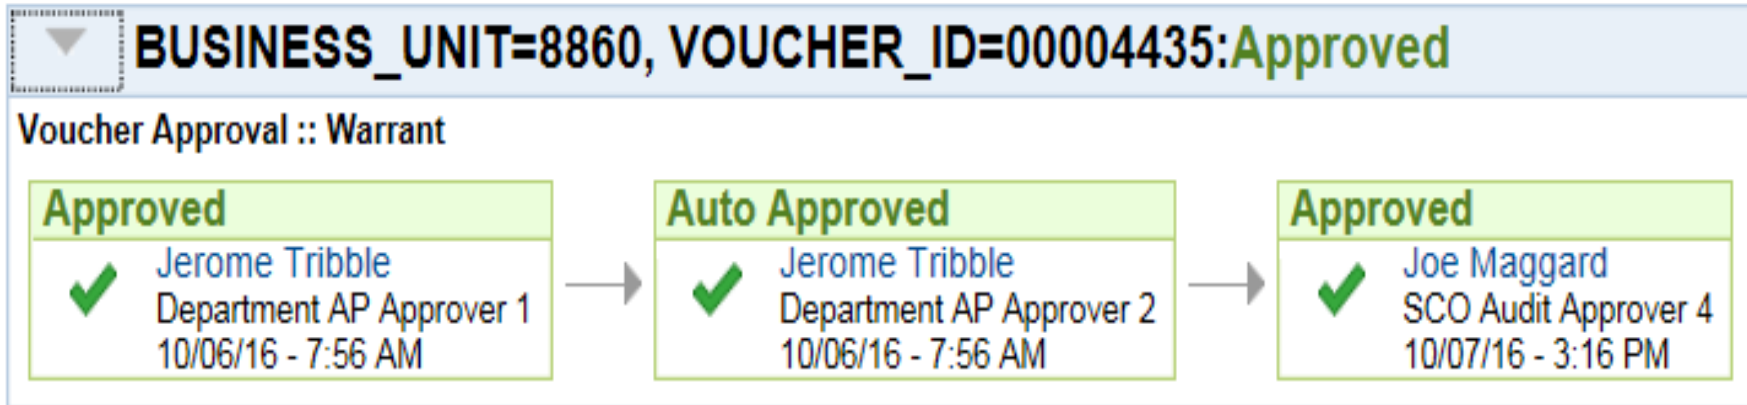 BUSINESS_UNIT=8860, VOUCHER_ID=00004435:Approved
Voucher Approval :: Warrant
Approved
Jerome Tribble
Department AP Approver 1
10/06/16 - 7:56 AM
Auto Approved
Jerome Tribble
Department AP Approver 2
10/06/16 - 7:56 AM
Approved
Joe Maggard
SCO Audit Approver 4
10/07/16 - 3:16 PM